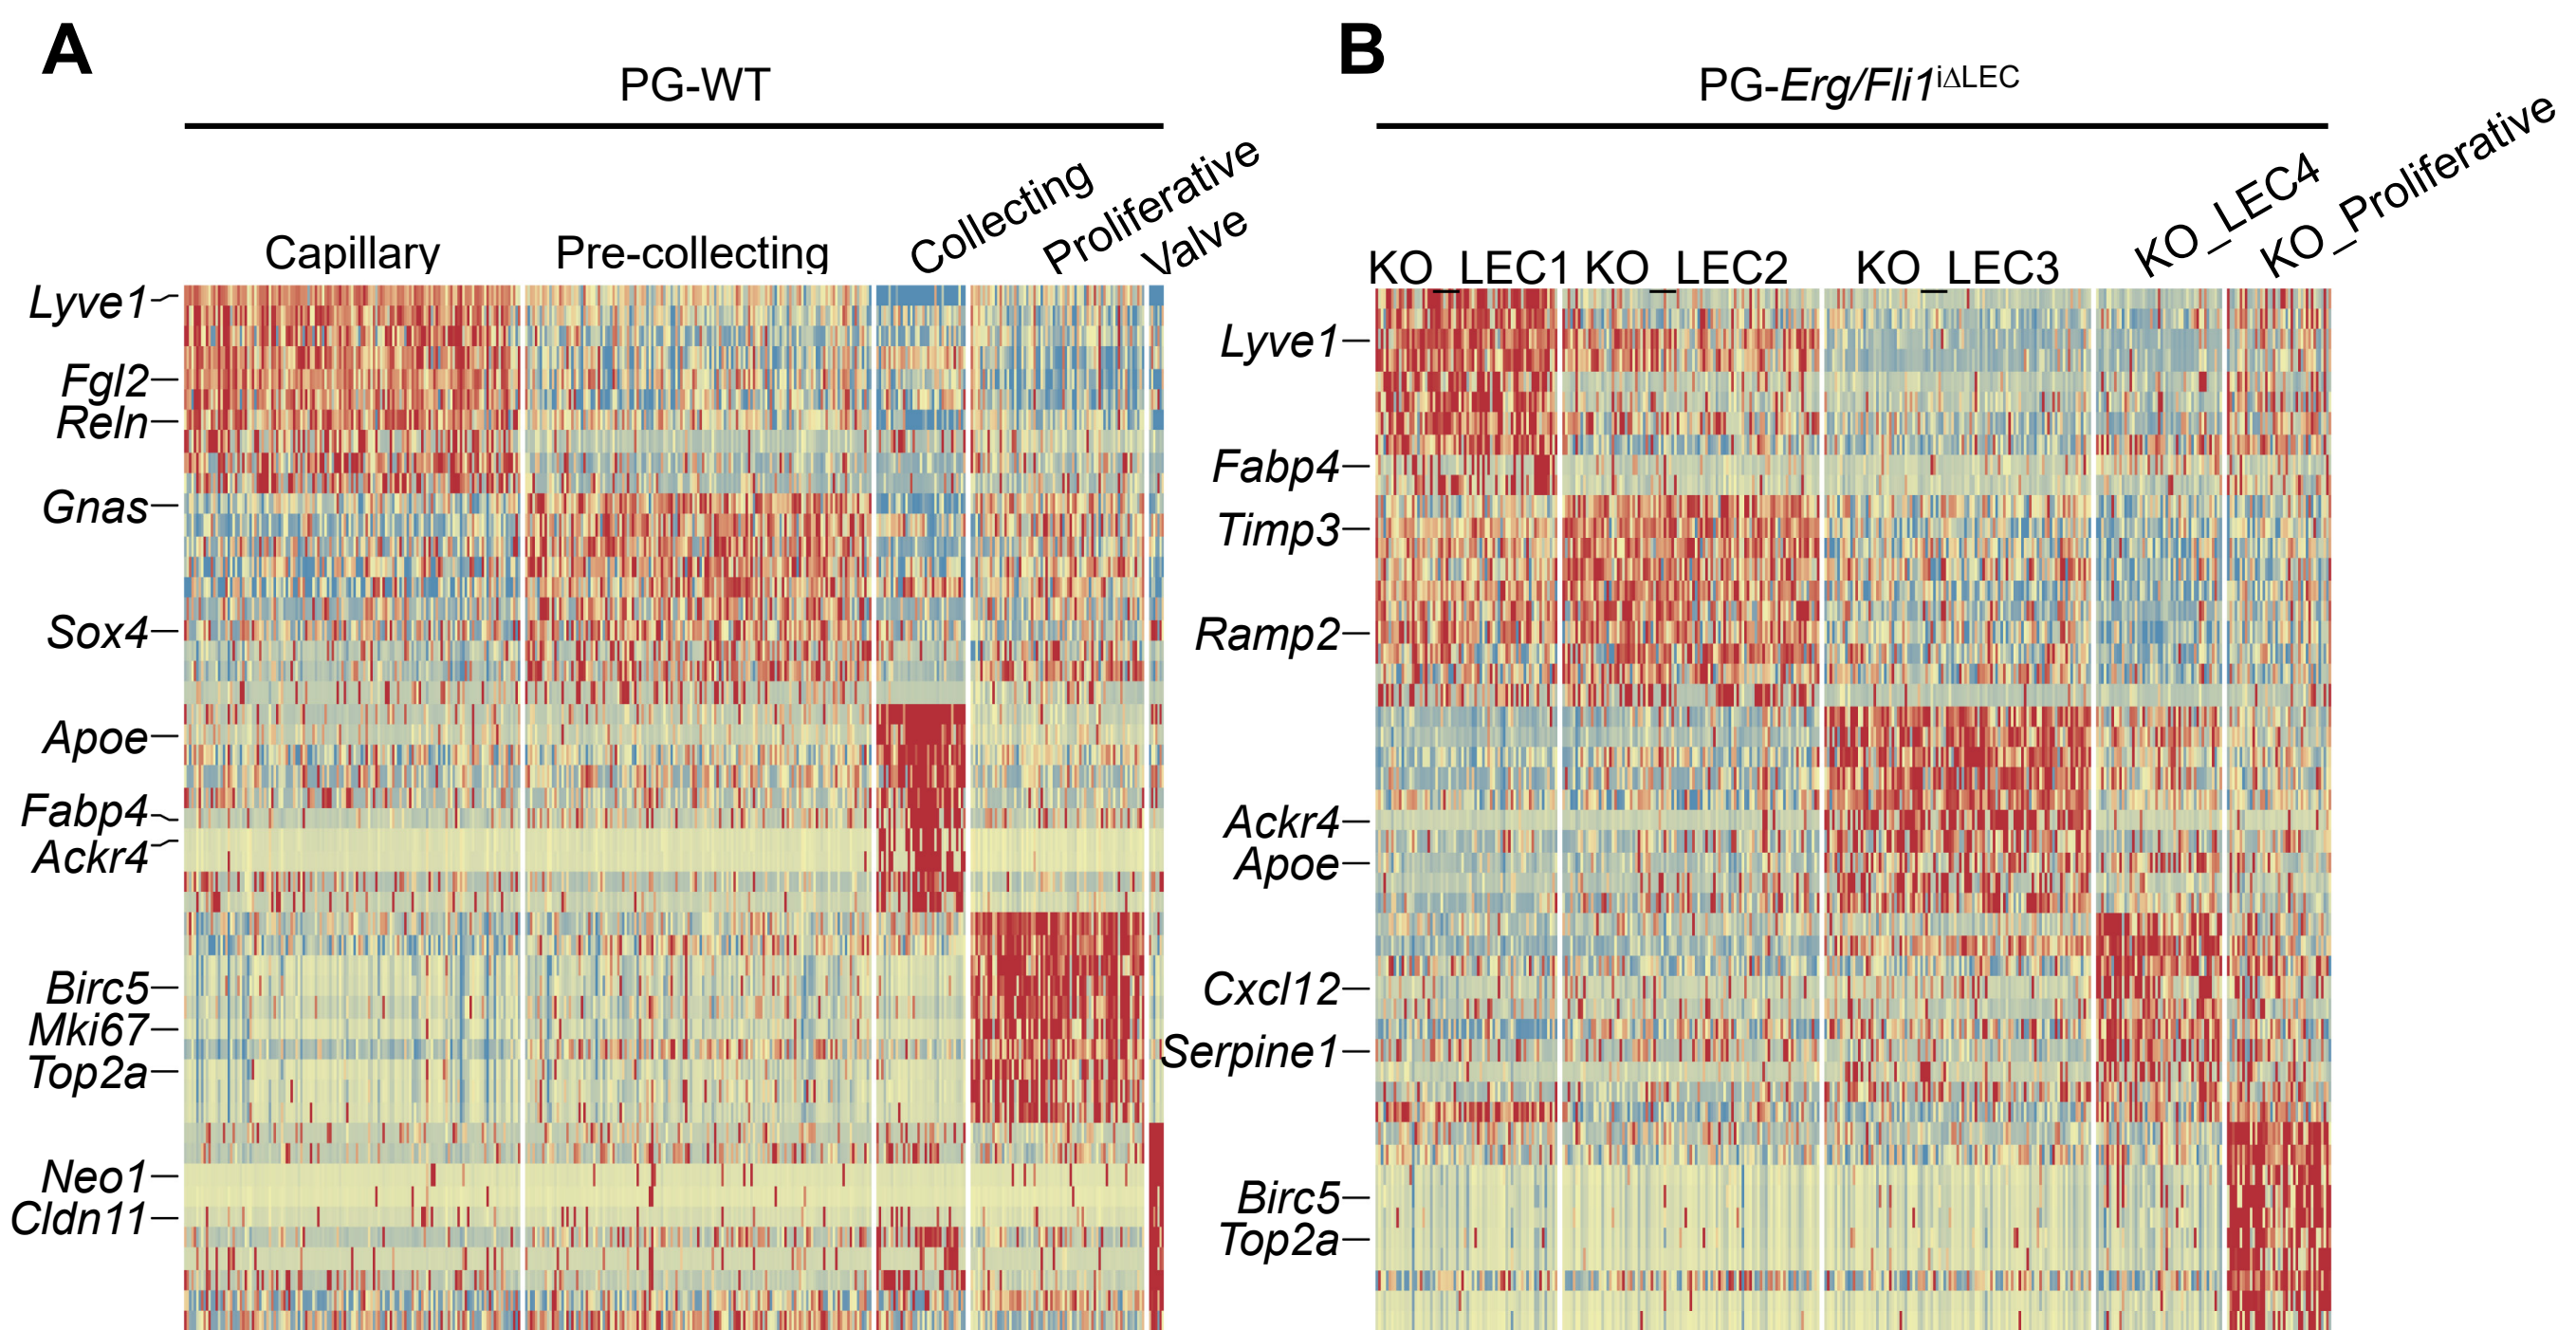 A
PG-WT
Capillary
Pre-collecting
Collecting
Proliferative
Valve
Lyve1
Fgl2
Reln
Gnas
Sox4
Apoe
Fabp4
Ackr4
Birc5
Mki67
Top2a
Neo1
Cldn11
B
PG-Erg/Fli1iΔLEC
KO_LEC1
KO_LEC2
KO_LEC3
KO_LEC4
KO_Proliferative
Lyve1
Fabp4
Timp3
Ramp2
Ackr4
Apoe
Cxcl12
Serpine1
Birc5
Top2a